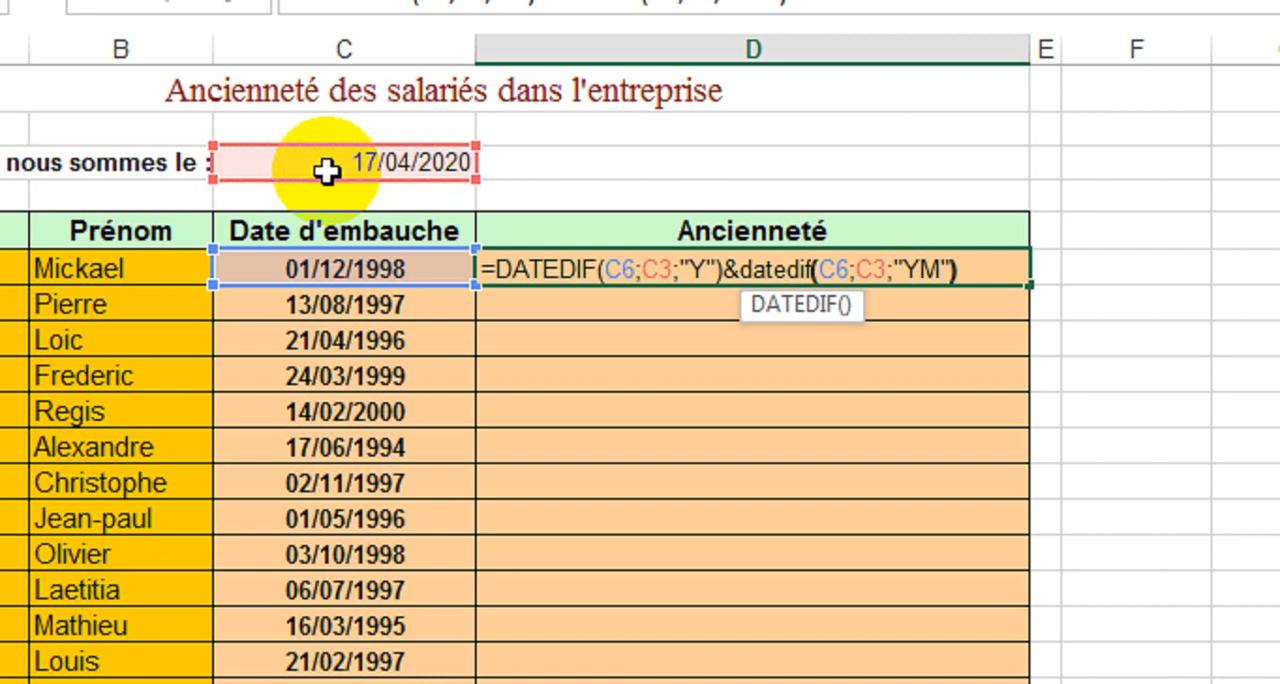 B C D E F
Ancienneté des salariés dans l'entreprise
nous sommes le : 17/04/2020
Prénom Date d'embauche Ancienneté
Mickael 01/12/1998 =DATEDIF(C6;C3;"Y")&datedif(C6;C3;"YM")
Pierre 13/08/1997 DATEDIF()
Loic 21/04/1996
Frederic 24/03/1999
Regis 14/02/2000
Alexandre 17/06/1994
Christophe 02/11/1997
Jean-paul 01/05/1996
Olivier 03/10/1998
Laetitia 06/07/1997
Mathieu 16/03/1995
Louis 21/02/1997